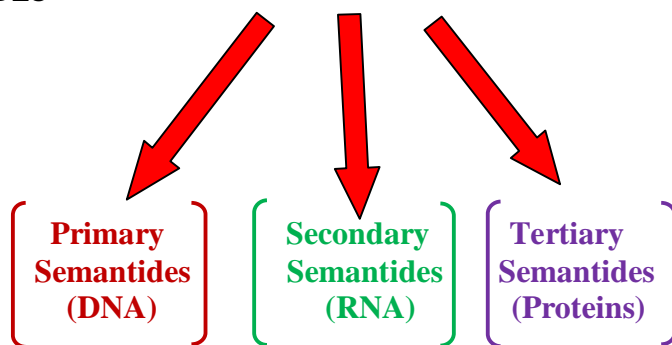 Primary
Semantides
(DNA)
Secondary
Semantides
(RNA)
Tertiary
Semantides
(Proteins)